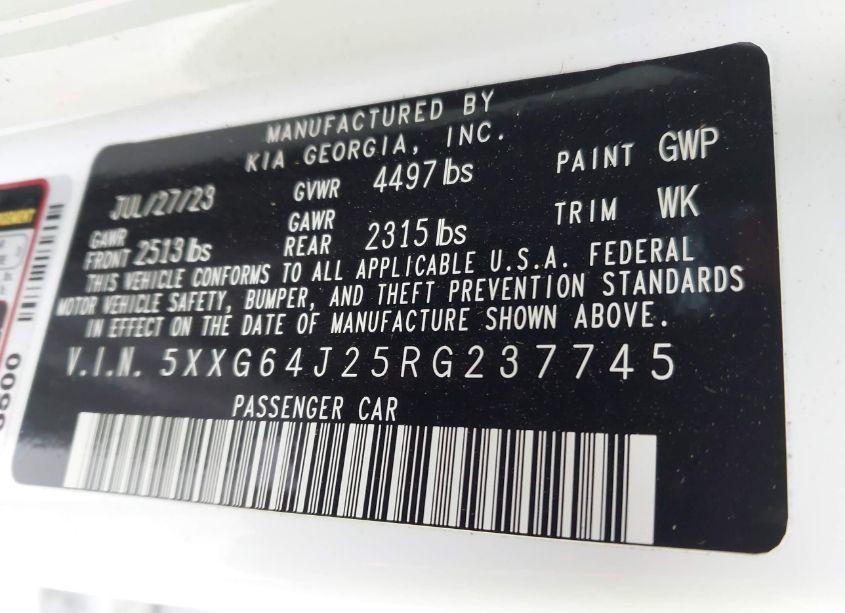 MANUFACTURED BY
KIA GEORGIA, INC.
JUL/27/23 GVWR 4497 lbs PAINT GWP
GAWR FRONT 2513 lbs GAWR REAR 2315 lbs TRIM WK
THIS VEHICLE CONFORMS TO ALL APPLICABLE U.S.A. FEDERAL
MOTOR VEHICLE SAFETY, BUMPER, AND THEFT PREVENTION STANDARDS
IN EFFECT ON THE DATE OF MANUFACTURE SHOWN ABOVE.
V.I.N. 5XXG64J25RG237745
PASSENGER CAR